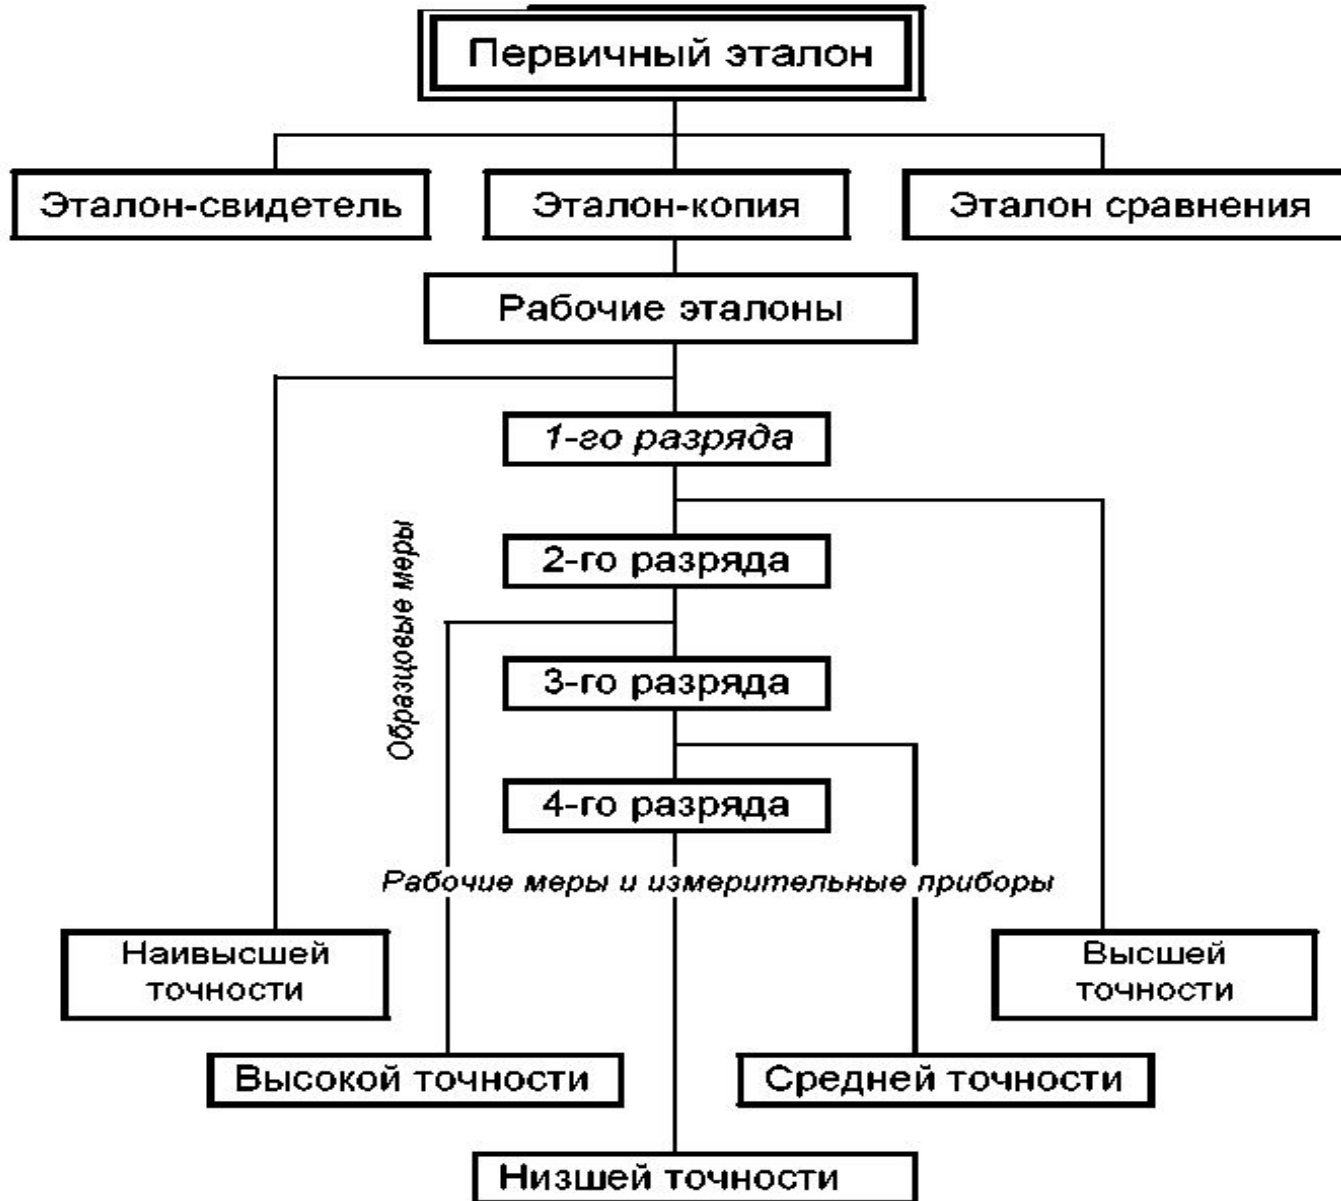 Первичный эталон
Эталон-свидетель
Эталон-копия
Эталон сравнения
Рабочие эталоны
1-го разряда
2-го разряда
Образцовые меры
3-го разряда
4-го разряда
Рабочие меры и измерительные приборы
Наивысшей
точности
Высшей
точности
Высокой точности
Средней точности
Низшей точности